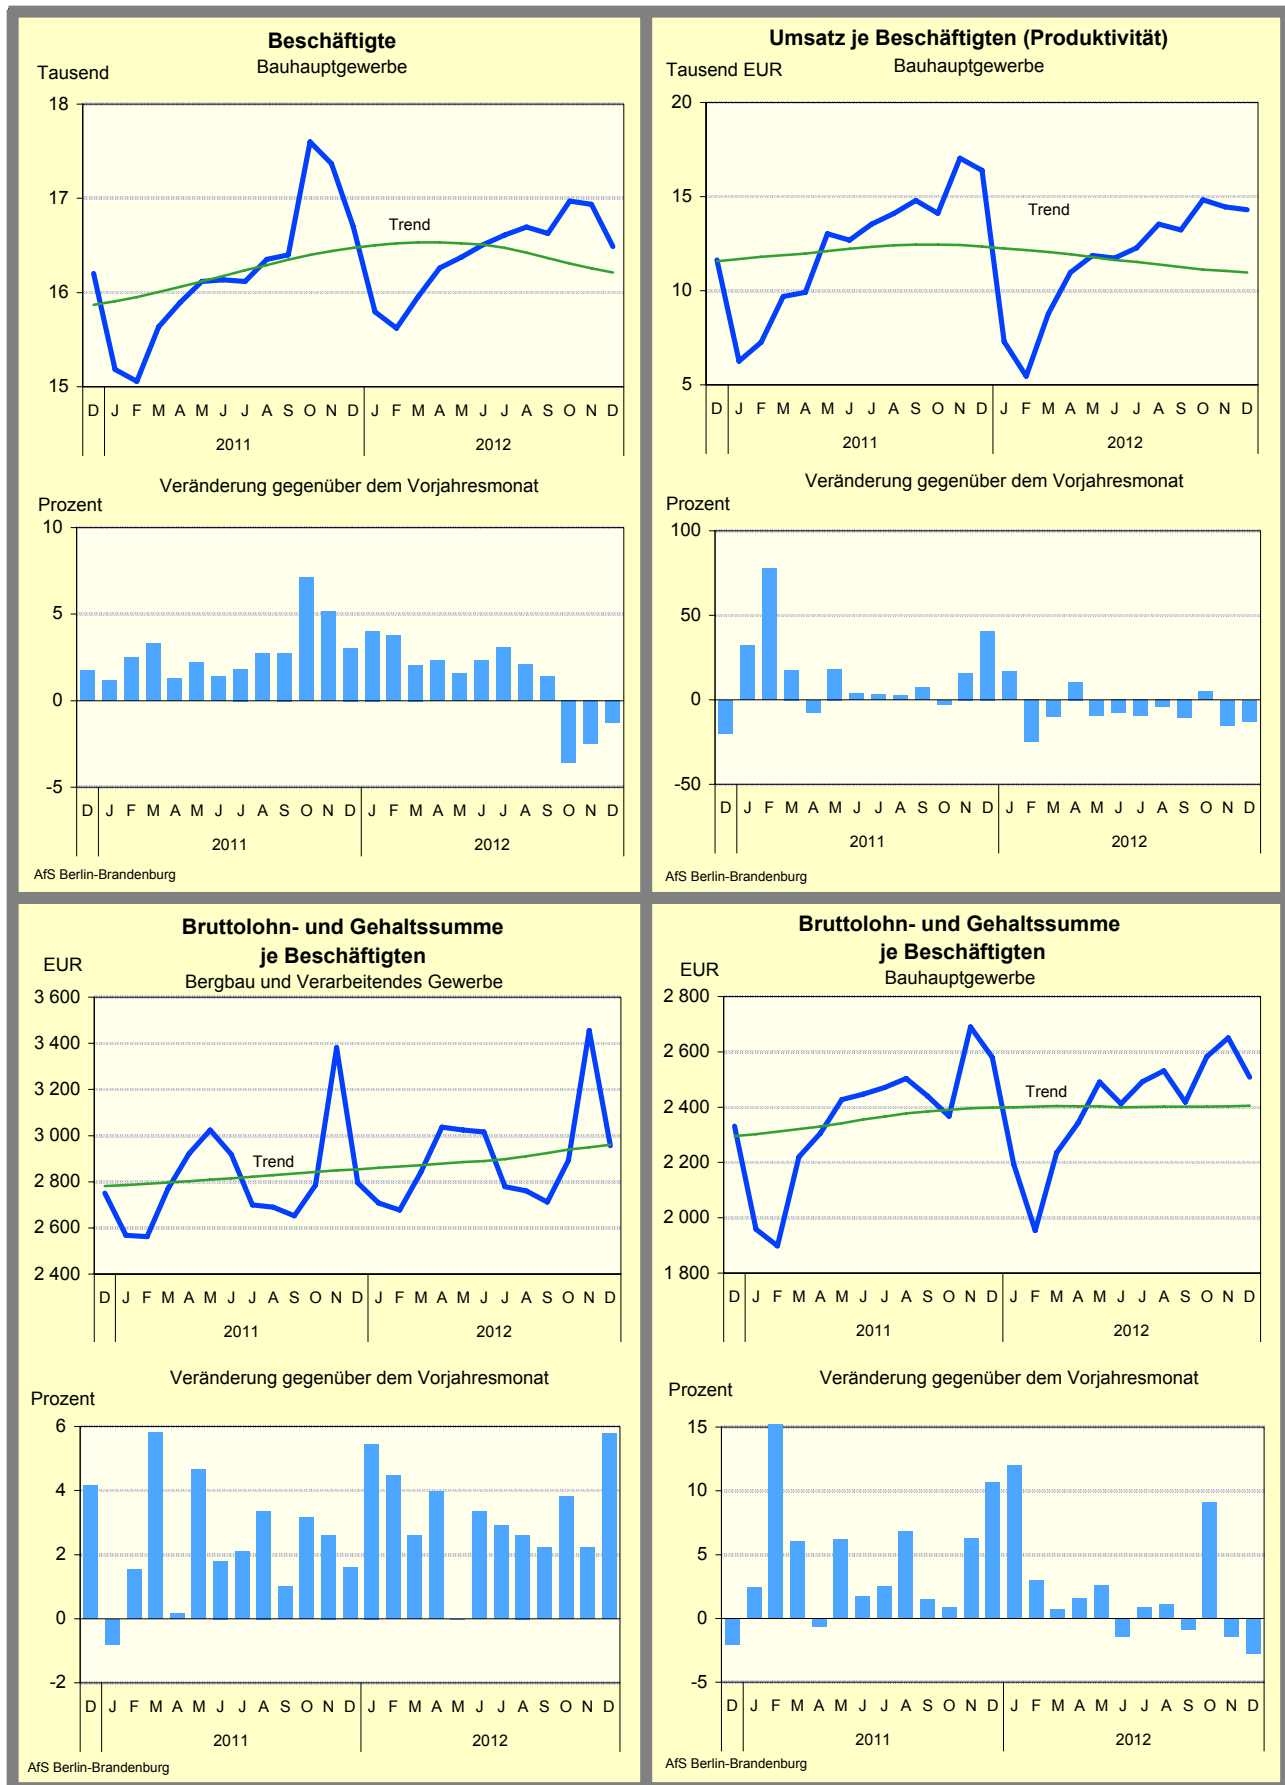 Beschäftigte
Bauhauptgewerbe
Tausend
18
17
16
15
Trend
D J F M A M J J A S O N D J F M A M J J A S O N D
2011 2012
Veränderung gegenüber dem Vorjahresmonat
Prozent
10
5
0
-5
D J F M A M J J A S O N D J F M A M J J A S O N D
2011 2012
AfS Berlin-Brandenburg
Umsatz je Beschäftigten (Produktivität)
Bauhauptgewerbe
Tausend EUR
20
15
10
5
Trend
D J F M A M J J A S O N D J F M A M J J A S O N D
2011 2012
Veränderung gegenüber dem Vorjahresmonat
Prozent
100
50
0
-50
D J F M A M J J A S O N D J F M A M J J A S O N D
2011 2012
AfS Berlin-Brandenburg
Bruttolohn- und Gehaltssumme
je Beschäftigten
Bergbau und Verarbeitendes Gewerbe
EUR
3 600
3 400
3 200
3 000
2 800
2 600
2 400
Trend
D J F M A M J J A S O N D J F M A M J J A S O N D
2011 2012
Veränderung gegenüber dem Vorjahresmonat
Prozent
6
4
2
0
-2
D J F M A M J J A S O N D J F M A M J J A S O N D
2011 2012
AfS Berlin-Brandenburg
Bruttolohn- und Gehaltssumme
je Beschäftigten
Bauhauptgewerbe
EUR
2 800
2 600
2 400
2 200
2 000
1 800
Trend
D J F M A M J J A S O N D J F M A M J J A S O N D
2011 2012
Veränderung gegenüber dem Vorjahresmonat
Prozent
15
10
5
0
-5
D J F M A M J J A S O N D J F M A M J J A S O N D
2011 2012
AfS Berlin-Brandenburg